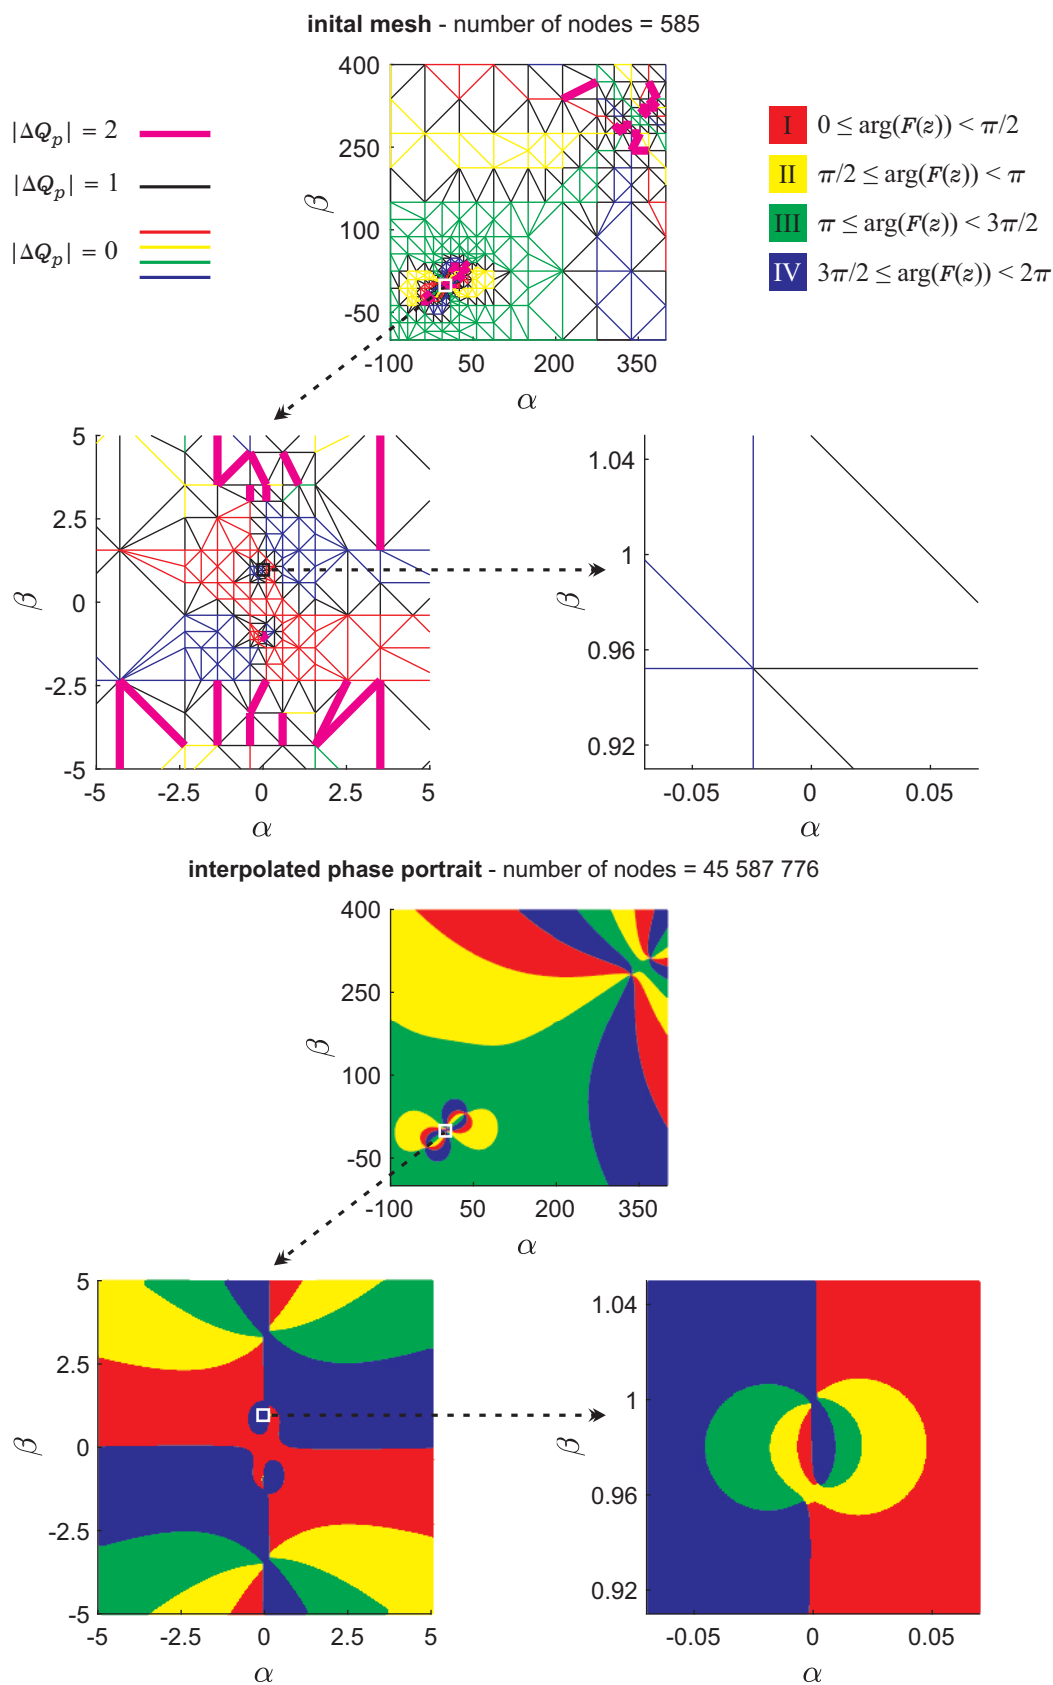 inital mesh - number of nodes = 585
|ΔQp| = 2
|ΔQp| = 1
|ΔQp| = 0
I 0 ≤ arg(F(z)) < π/2
II π/2 ≤ arg(F(z)) < π
III π ≤ arg(F(z)) < 3π/2
IV 3π/2 ≤ arg(F(z)) < 2π
400
250
100
-50
β
-100 50 200 350
α
5
2.5
0
-2.5
-5
β
-5 -2.5 0 2.5 5
α
1.04
1
0.96
0.92
β
-0.05 0 0.05
α
interpolated phase portrait - number of nodes = 45 587 776
400
250
100
-50
β
-100 50 200 350
α
5
2.5
0
-2.5
-5
β
-5 -2.5 0 2.5 5
α
1.04
1
0.96
0.92
β
-0.05 0 0.05
α